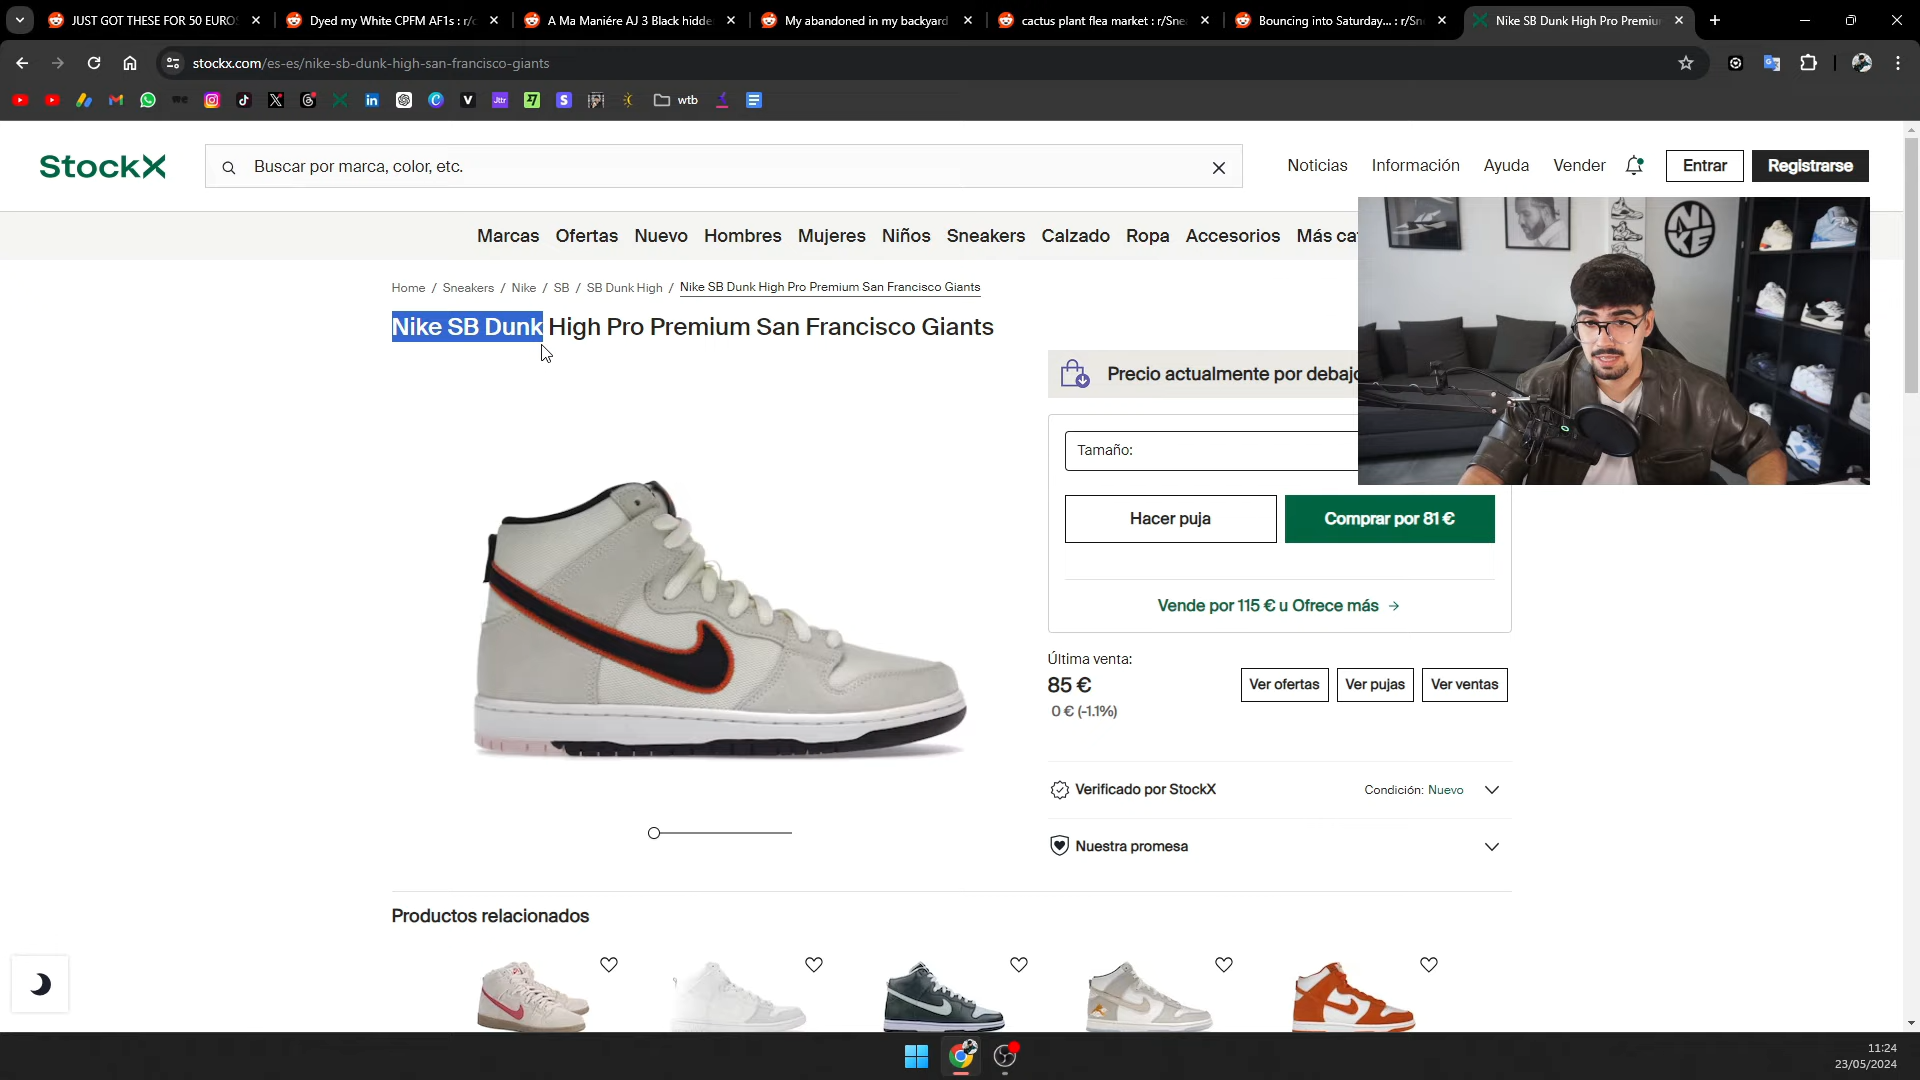 JUST GOT THESE FOR 50 EUROS
Dyed my White CPFM AF1s : r/c
A Ma Maniére AJ 3 Black hidde
My abandoned in my backyard
cactus plant flea market : r/Sne
Bouncing into Saturday... : r/Sn
Nike SB Dunk High Pro Premiu
stockx.com/es-es/nike-sb-dunk-high-san-francisco-giants
wtb
StockX
Buscar por marca, color, etc.
Noticias
Información
Ayuda
Vender
Entrar
Registrarse
Marcas
Ofertas
Nuevo
Hombres
Mujeres
Niños
Sneakers
Calzado
Ropa
Accesorios
Más ca
Home / Sneakers / Nike / SB / SB Dunk High / Nike SB Dunk High Pro Premium San Francisco Giants
Nike SB Dunk High Pro Premium San Francisco Giants
Precio actualmente por debajo
Tamaño:
Hacer puja
Comprar por 81 €
Vende por 115 € u Ofrece más
Última venta:
85 €
0 € (-1.1%)
Ver ofertas
Ver pujas
Ver ventas
Verificado por StockX
Condición: Nuevo
Nuestra promesa
Productos relacionados
11:24
23/05/2024